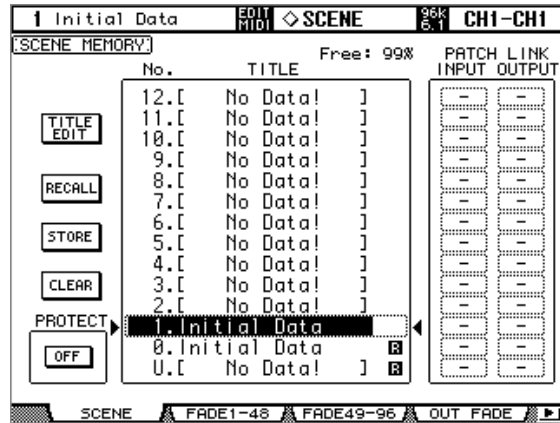 1 Initial Data EDIT MIDI ◇SCENE 96k 6.1 CH1-CH1
SCENE MEMORY Free: 99% PATCH LINK
No. TITLE INPUT OUTPUT
12.[ No Data! ] - -
TITLE EDIT 11.[ No Data! ] - -
10.[ No Data! ] - -
9.[ No Data! ] - -
RECALL 8.[ No Data! ] - -
7.[ No Data! ] - -
6.[ No Data! ] - -
STORE 5.[ No Data! ] - -
4.[ No Data! ] - -
CLEAR 3.[ No Data! ] - -
2.[ No Data! ] - -
PROTECT 1.Initial Data - -
OFF 0.Initial Data R - -
U.[ No Data! ] R - -
SCENE FADE1-48 FADE49-96 OUT FADE